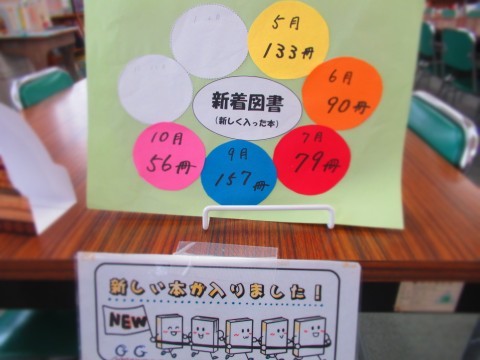 5月
133冊
6月
90冊
7月
79冊
9月
157冊
10月
56冊
新着図書
(新しく入った本)
新しい本が入りました!
NEW